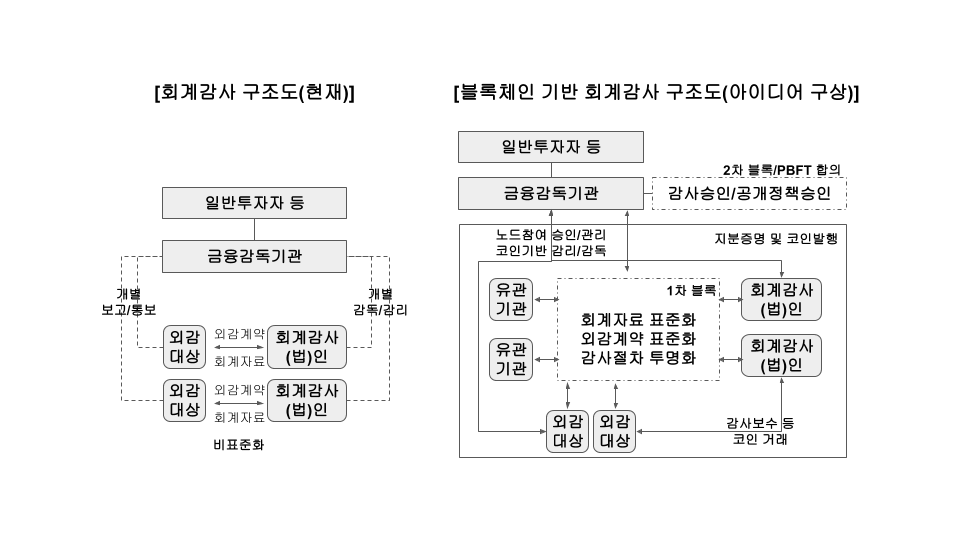 [회계감사 구조도(현재)]
일반투자자 등
금융감독기관
개별
보고/통보
개별
감독/감리
외감
대상
외감계약
회계자료
회계감사
(법)인
외감
대상
외감계약
회계자료
회계감사
(법)인
비표준화
[블록체인 기반 회계감사 구조도(아이디어 구상)]
일반투자자 등
금융감독기관
2차 블록/PBFT 합의
감사승인/공개정책승인
노드참여 승인/관리
코인기반 감리/감독
지분증명 및 코인발행
유관
기관
유관
기관
1차 블록
회계자료 표준화
외감계약 표준화
감사절차 투명화
회계감사
(법)인
회계감사
(법)인
외감
대상
외감
대상
감사보수 등
코인 거래